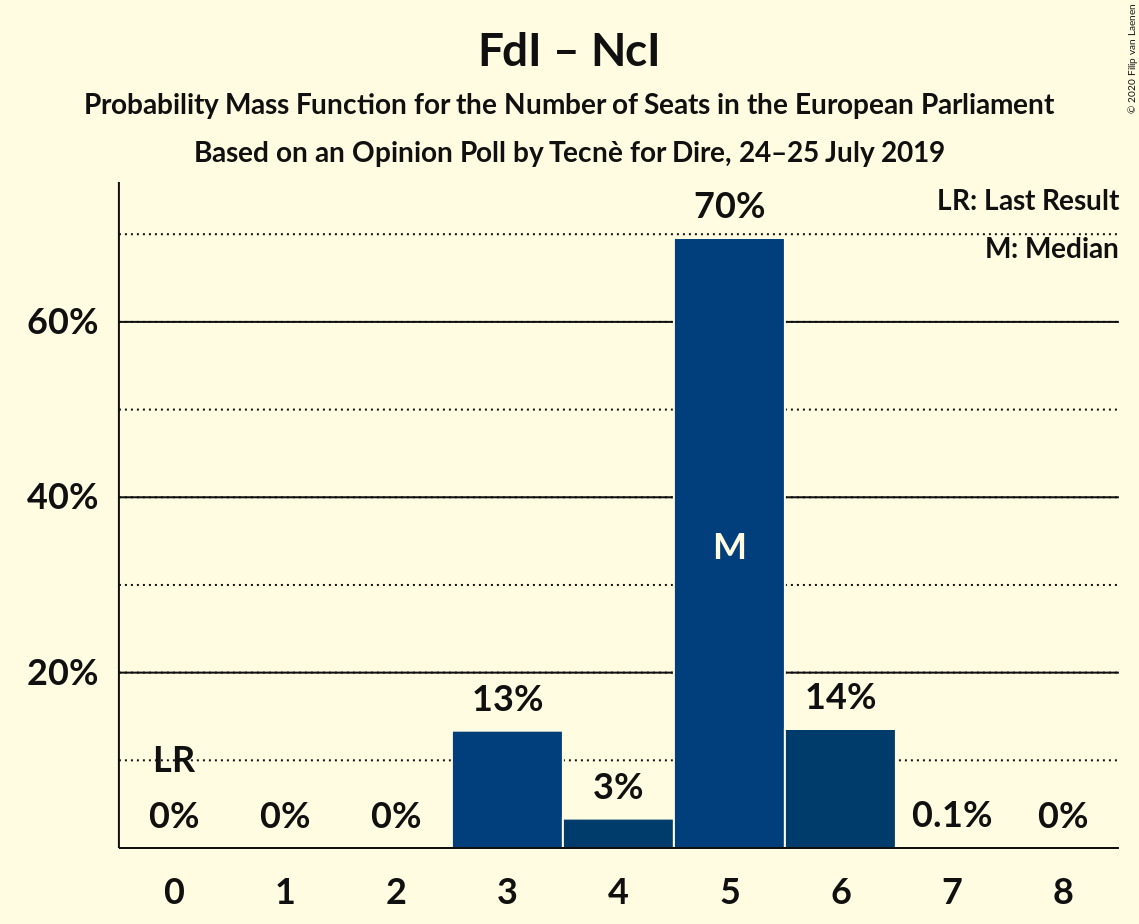 FdI – NcI
Probability Mass Function for the Number of Seats in the European Parliament
Based on an Opinion Poll by Tecnè for Dire, 24–25 July 2019
© 2020 Filip van Laenen
LR: Last Result
M: Median
70%
60%
40%
M
20%
13%
14%
LR
3%
0%
0%
0%
0.1%
0%
0 1 2 3 4 5 6 7 8